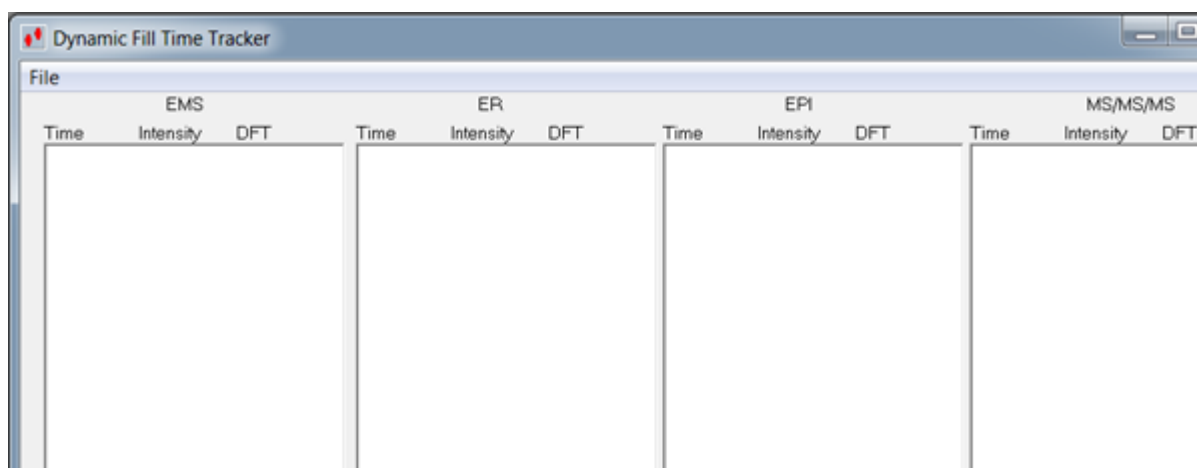 Dynamic Fill Time Tracker
File
EMS ER EPI MS/MS/MS
Time Intensity DFT Time Intensity DFT Time Intensity DFT Time Intensity DFT